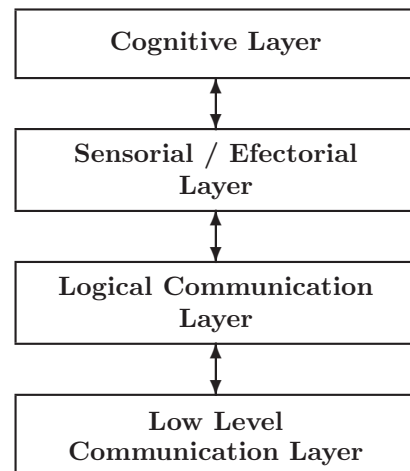 Cognitive Layer
Sensorial / Efectorial
Layer
Logical Communication
Layer
Low Level
Communication Layer